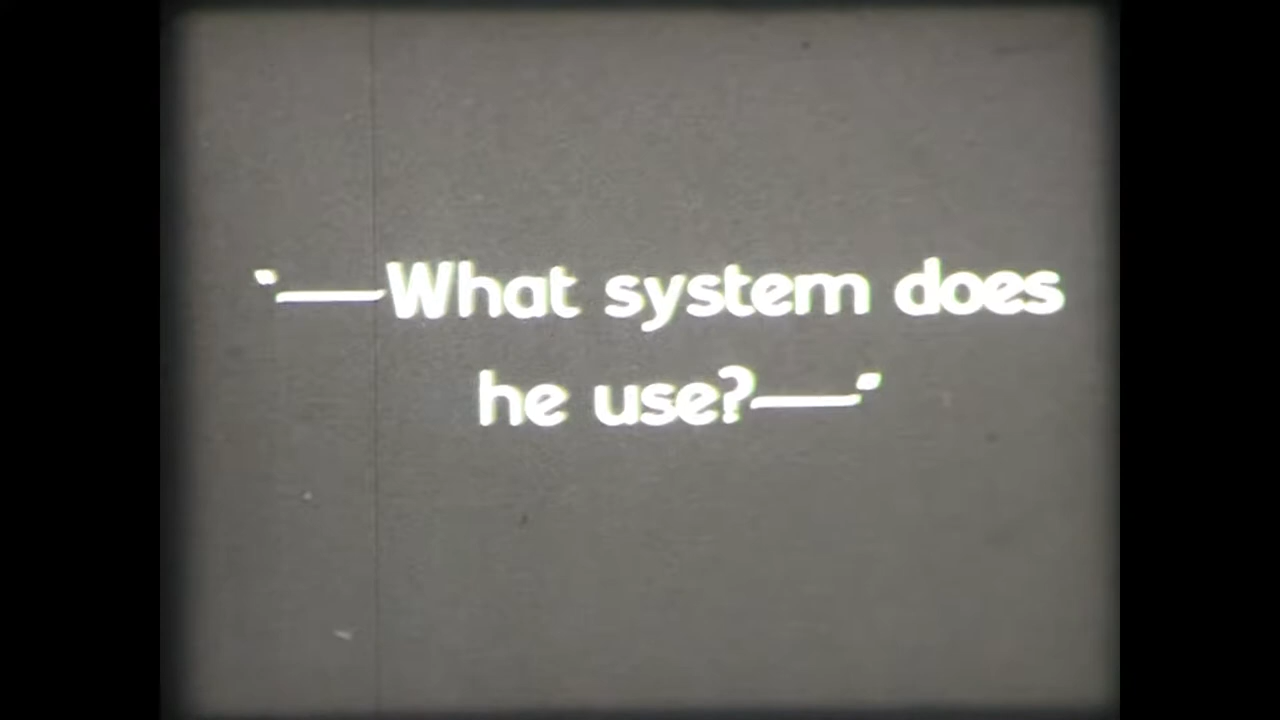 "—What system does
he use?—"